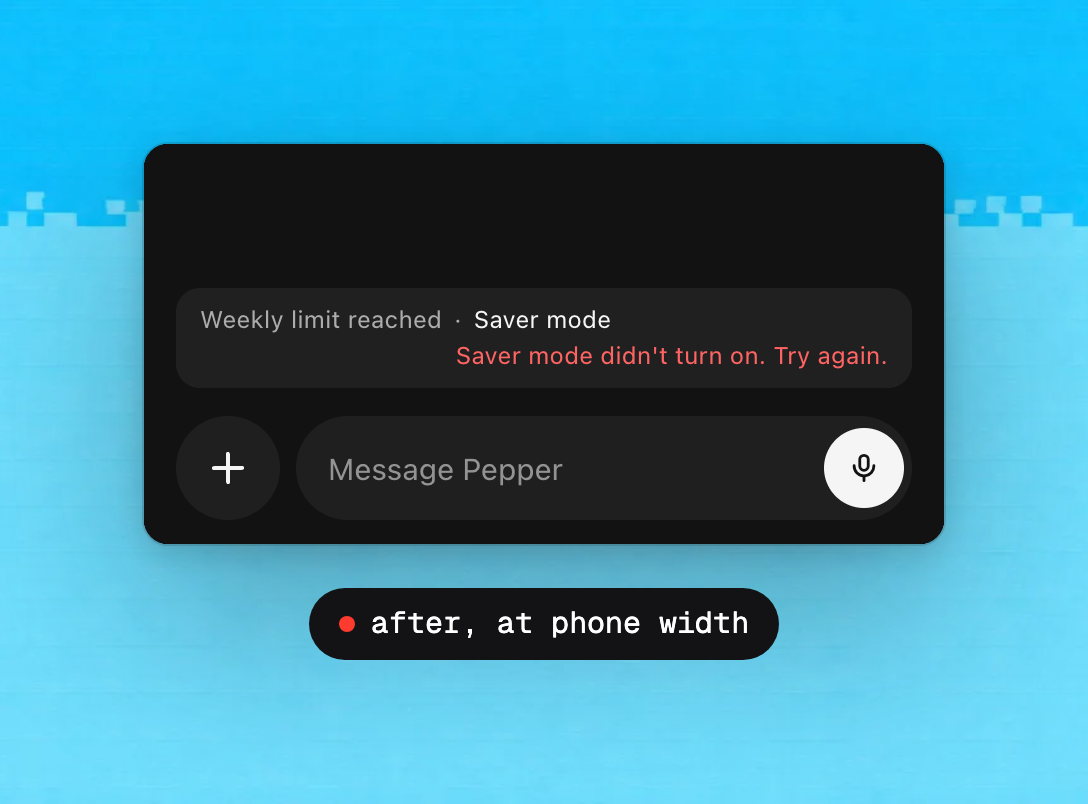 Weekly limit reached · Saver mode
Saver mode didn't turn on. Try again.
Message Pepper
after, at phone width